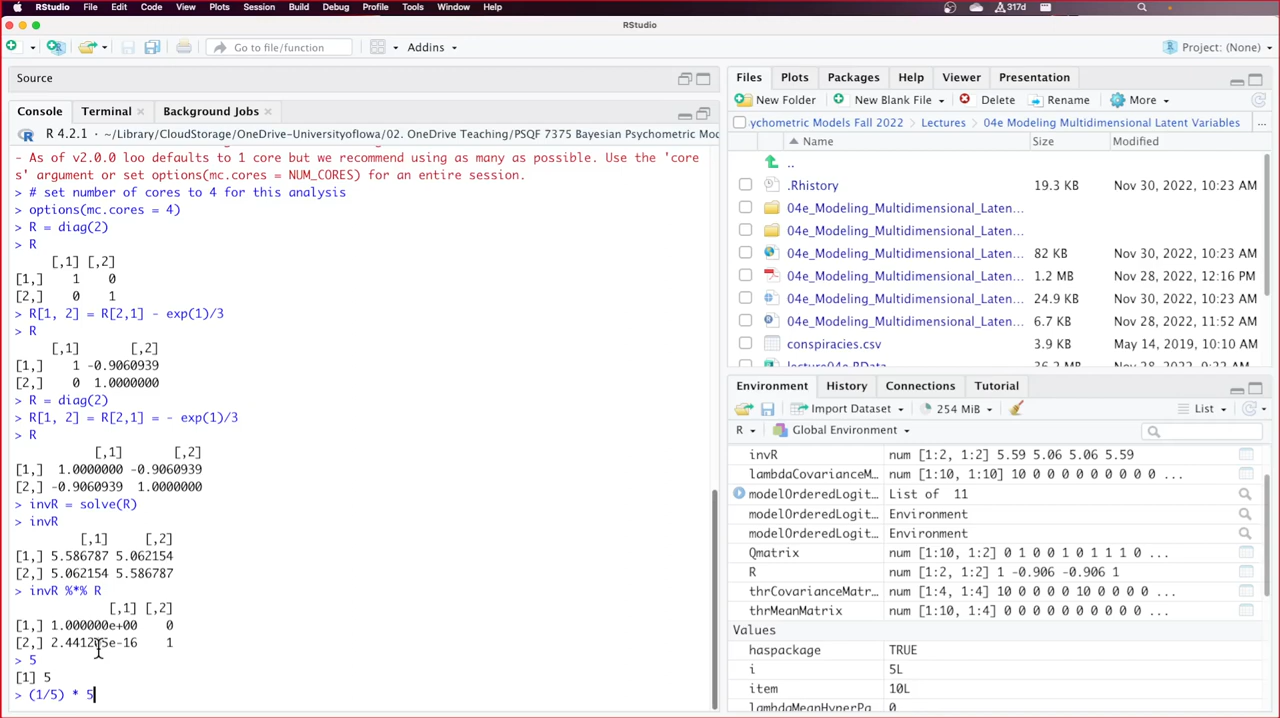 RStudio File Edit Code View Plots Session Build Debug Profile Tools Window Help 317d
RStudio
Go to file/function Addins Project: (None)
Source
Console Terminal Background Jobs
R 4.2.1 · ~/Library/CloudStorage/OneDrive-UniversityofIowa/02. OneDrive Teaching/PSQF 7375 Bayesian Psychometric Mo
- As of v2.0.0 loo defaults to 1 core but we recommend using as many as possible. Use the 'core
s' argument or set options(mc.cores = NUM_CORES) for an entire session.
> # set number of cores to 4 for this analysis
> options(mc.cores = 4)
> R = diag(2)
> R
[,1] [,2]
[1,] 1 0
[2,] 0 1
> R[1, 2] = R[2,1] - exp(1)/3
> R
[,1] [,2]
[1,] 1 -0.9060939
[2,] 0 1.0000000
> R = diag(2)
> R[1, 2] = R[2,1] = - exp(1)/3
> R
[,1] [,2]
[1,] 1.0000000 -0.9060939
[2,] -0.9060939 1.0000000
> invR = solve(R)
> invR
[,1] [,2]
[1,] 5.586787 5.062154
[2,] 5.062154 5.586787
> invR %*% R
[,1] [,2]
[1,] 1.000000e+00 0
[2,] 2.441205e-16 1
> 5
[1] 5
> (1/5) * 5
Files Plots Packages Help Viewer Presentation
New Folder New Blank File Delete Rename More
ychometric Models Fall 2022 Lectures 04e Modeling Multidimensional Latent Variables ...
Name Size Modified
..
.Rhistory 19.3 KB Nov 30, 2022, 10:23 AM
04e_Modeling_Multidimensional_Laten...
04e_Modeling_Multidimensional_Laten...
04e_Modeling_Multidimensional_Laten... 82 KB Nov 30, 2022, 10:23 AM
04e_Modeling_Multidimensional_Laten... 1.2 MB Nov 28, 2022, 12:16 PM
04e_Modeling_Multidimensional_Laten... 24.9 KB Nov 30, 2022, 10:23 AM
04e_Modeling_Multidimensional_Laten... 6.7 KB Nov 28, 2022, 11:52 AM
conspiracies.csv 3.9 KB May 14, 2019, 10:10 AM
lecture04e.RData
Environment History Connections Tutorial
Import Dataset 254 MiB List
R Global Environment
invR num [1:2, 1:2] 5.59 5.06 5.06 5.59
lambdaCovarianceM... num [1:10, 1:10] 10 0 0 0 0 0 0 0 0 0 ...
modelOrderedLogit... List of 11
modelOrderedLogit... Environment
modelOrderedLogit... Environment
Qmatrix num [1:10, 1:2] 0 1 0 0 1 0 1 1 1 0 ...
R num [1:2, 1:2] 1 -0.906 -0.906 1
thrCovarianceMatr... num [1:4, 1:4] 10 0 0 0 0 10 0 0 0 0 ...
thrMeanMatrix num [1:10, 1:4] 0 0 0 0 0 0 0 0 0 0 ...
Values
haspackage TRUE
i 5L
item 10L
lambdaMeanHyperPa... 0